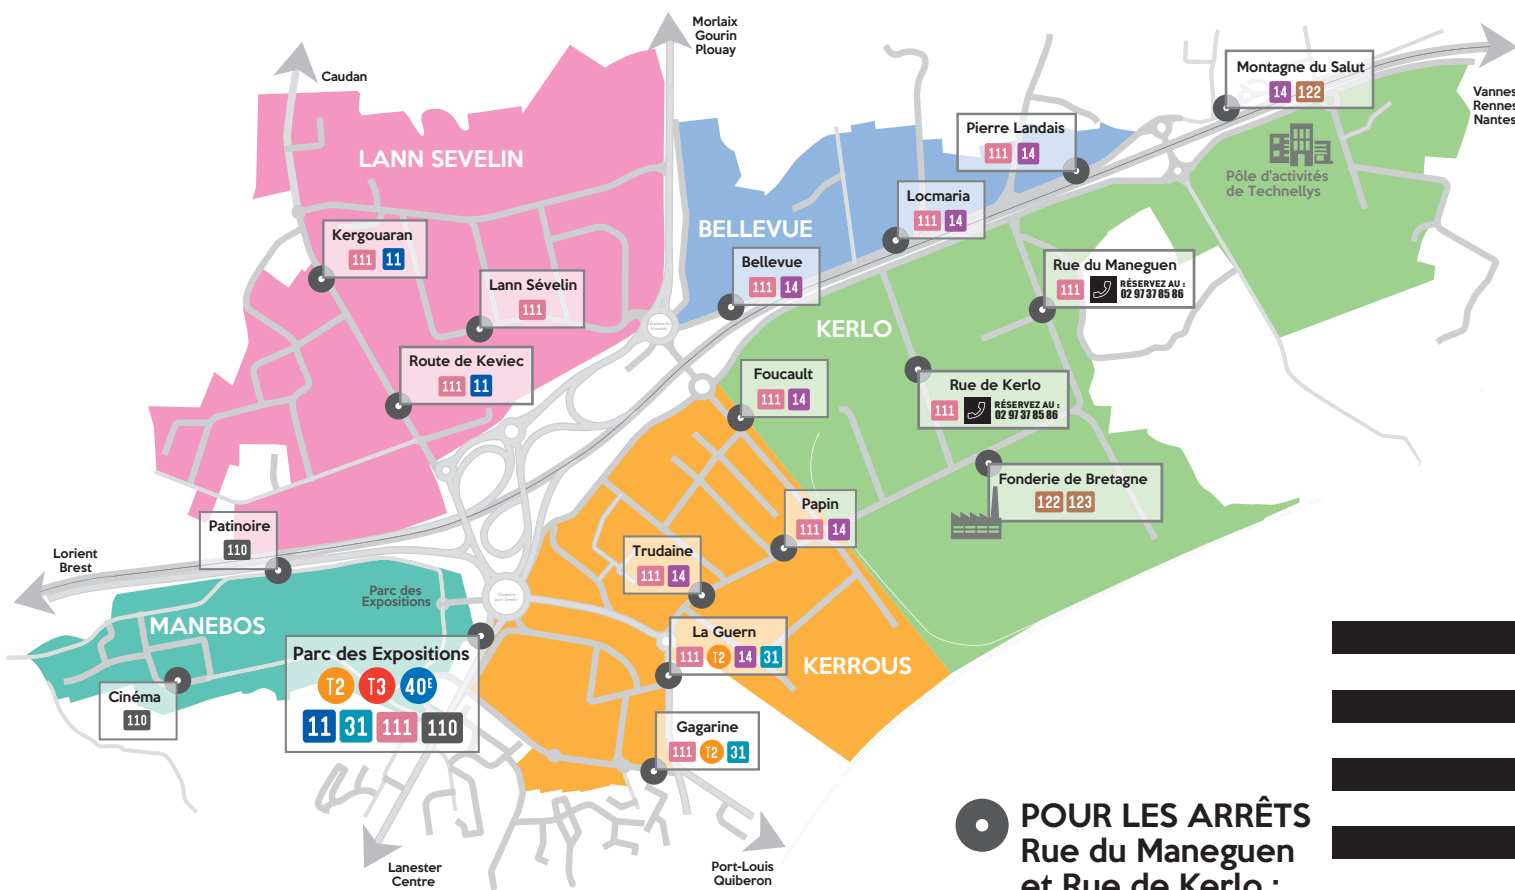 Morlaix
Gourin
Plouay
Caudan
Montagne du Salut
14 122
Vannes
Rennes
Nantes
Pierre Landais
111 14
LANN SEVELIN
Pôle d'activités
de Technellys
Locmaria
111 14
BELLEVUE
Kergouaran
111 11
Bellevue
111 14
Rue du Maneguen
111 RÉSERVEZ AU :
02 97 37 85 86
Lann Sévelin
111
KERLO
Route de Keviec
111 11
Foucault
111 14
Rue de Kerlo
111 RÉSERVEZ AU :
02 97 37 85 86
Fonderie de Bretagne
122 123
Papin
111 14
Patinoire
110
Lorient
Brest
Trudaine
111 14
Parc des
Expositions
MANEBOS
La Guern
111 T2 14 31
KERROUS
Parc des Expositions
T2 T3 40E
11 31 111 110
Cinéma
110
Gagarine
111 T2 31
Lanester
Centre
Port-Louis
Quiberon
POUR LES ARRÊTS
Rue du Maneguen
et Rue de Kerlo :